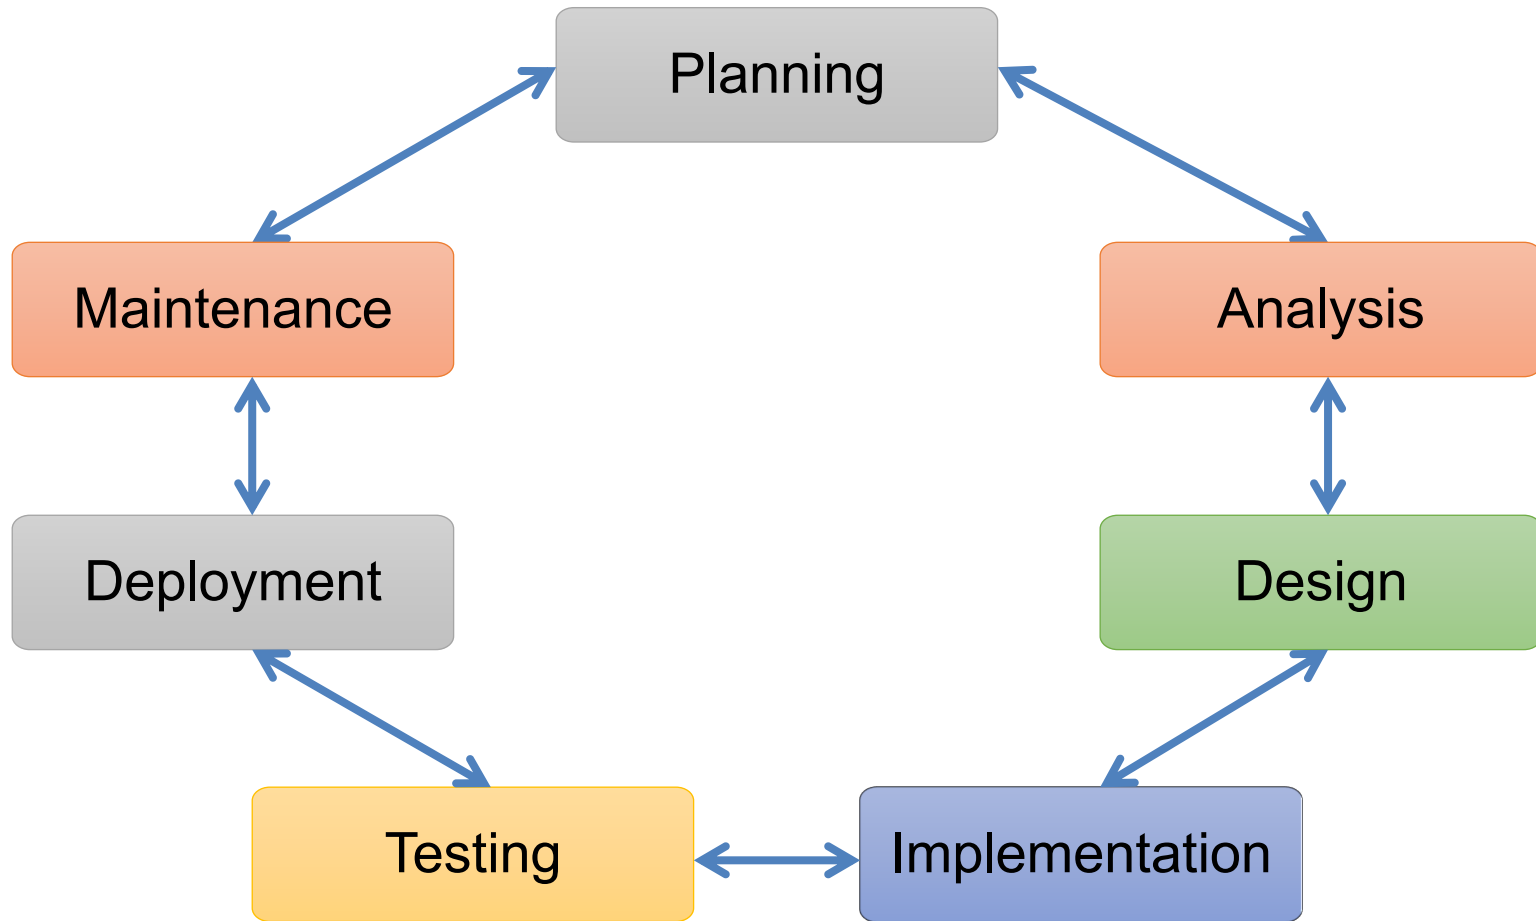 Planning
Maintenance
Analysis
Deployment
Design
Testing
Implementation